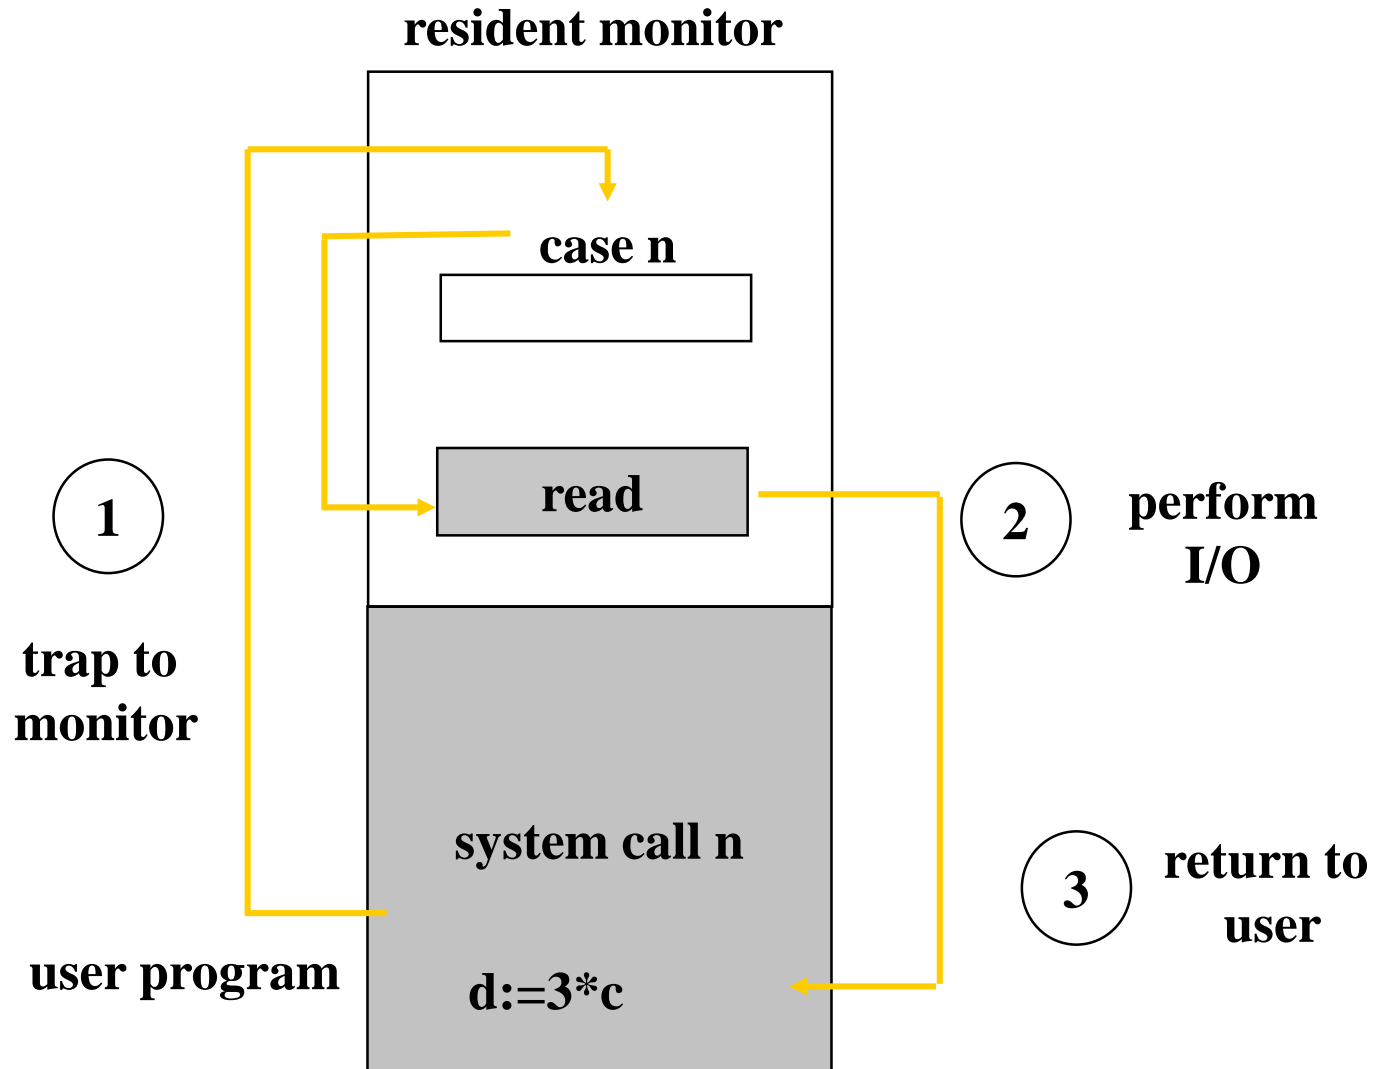 resident monitor
case n
read
1
trap to
monitor
2
perform
I/O
system call n
3
return to
user
user program
d:=3*c